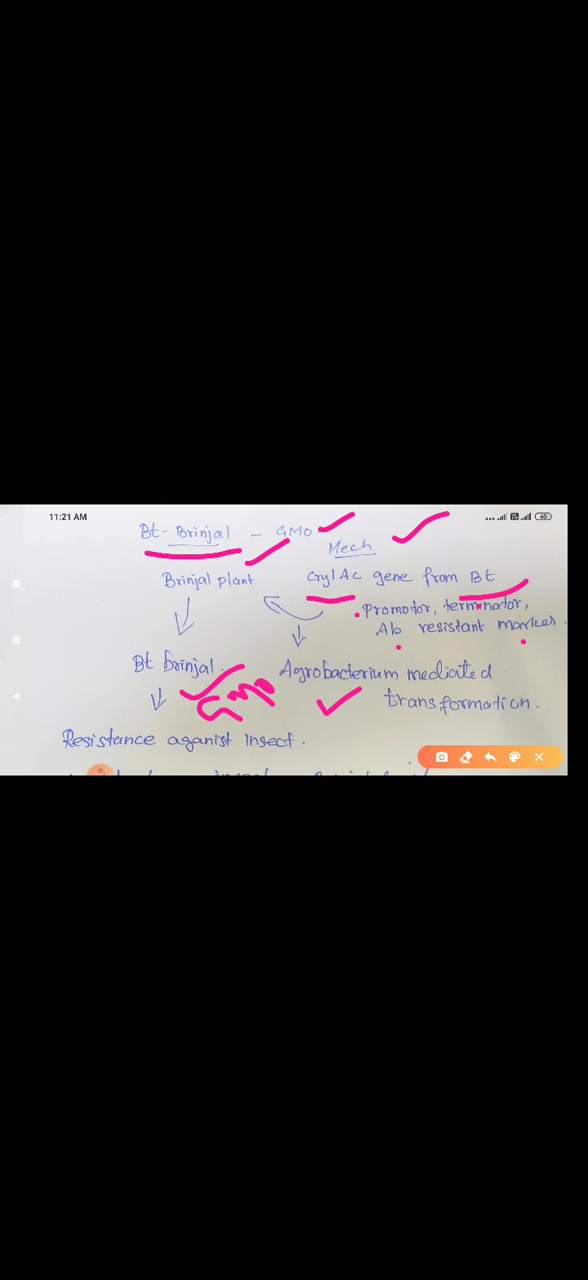 11:21 AM
60
Bt - Brinjal - GMO
Mech
Brinjal plant
Cry1Ac gene from Bt
Promotor, terminator,
Ab resistant marker.
Bt brinjal.
Agrobacterium mediated
transformation.
Resistance aganist insect.